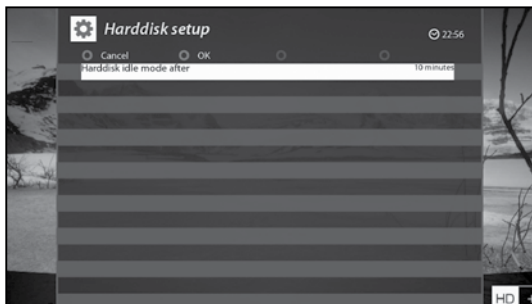 Harddisk setup
22:56
Cancel OK
Harddisk idle mode after 10 minutes
HD